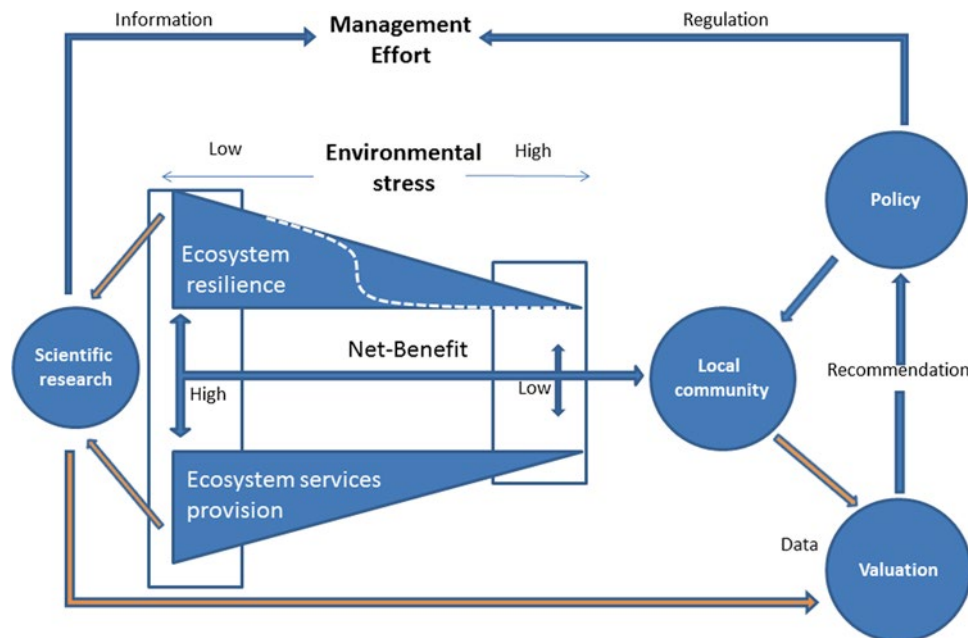 Information
Management
Effort
Regulation
Low
Environmental
stress
High
Policy
Ecosystem
resilience
Scientific
research
Net-Benefit
High
Low
Local
community
Recommendation
Ecosystem services
provision
Data
Valuation